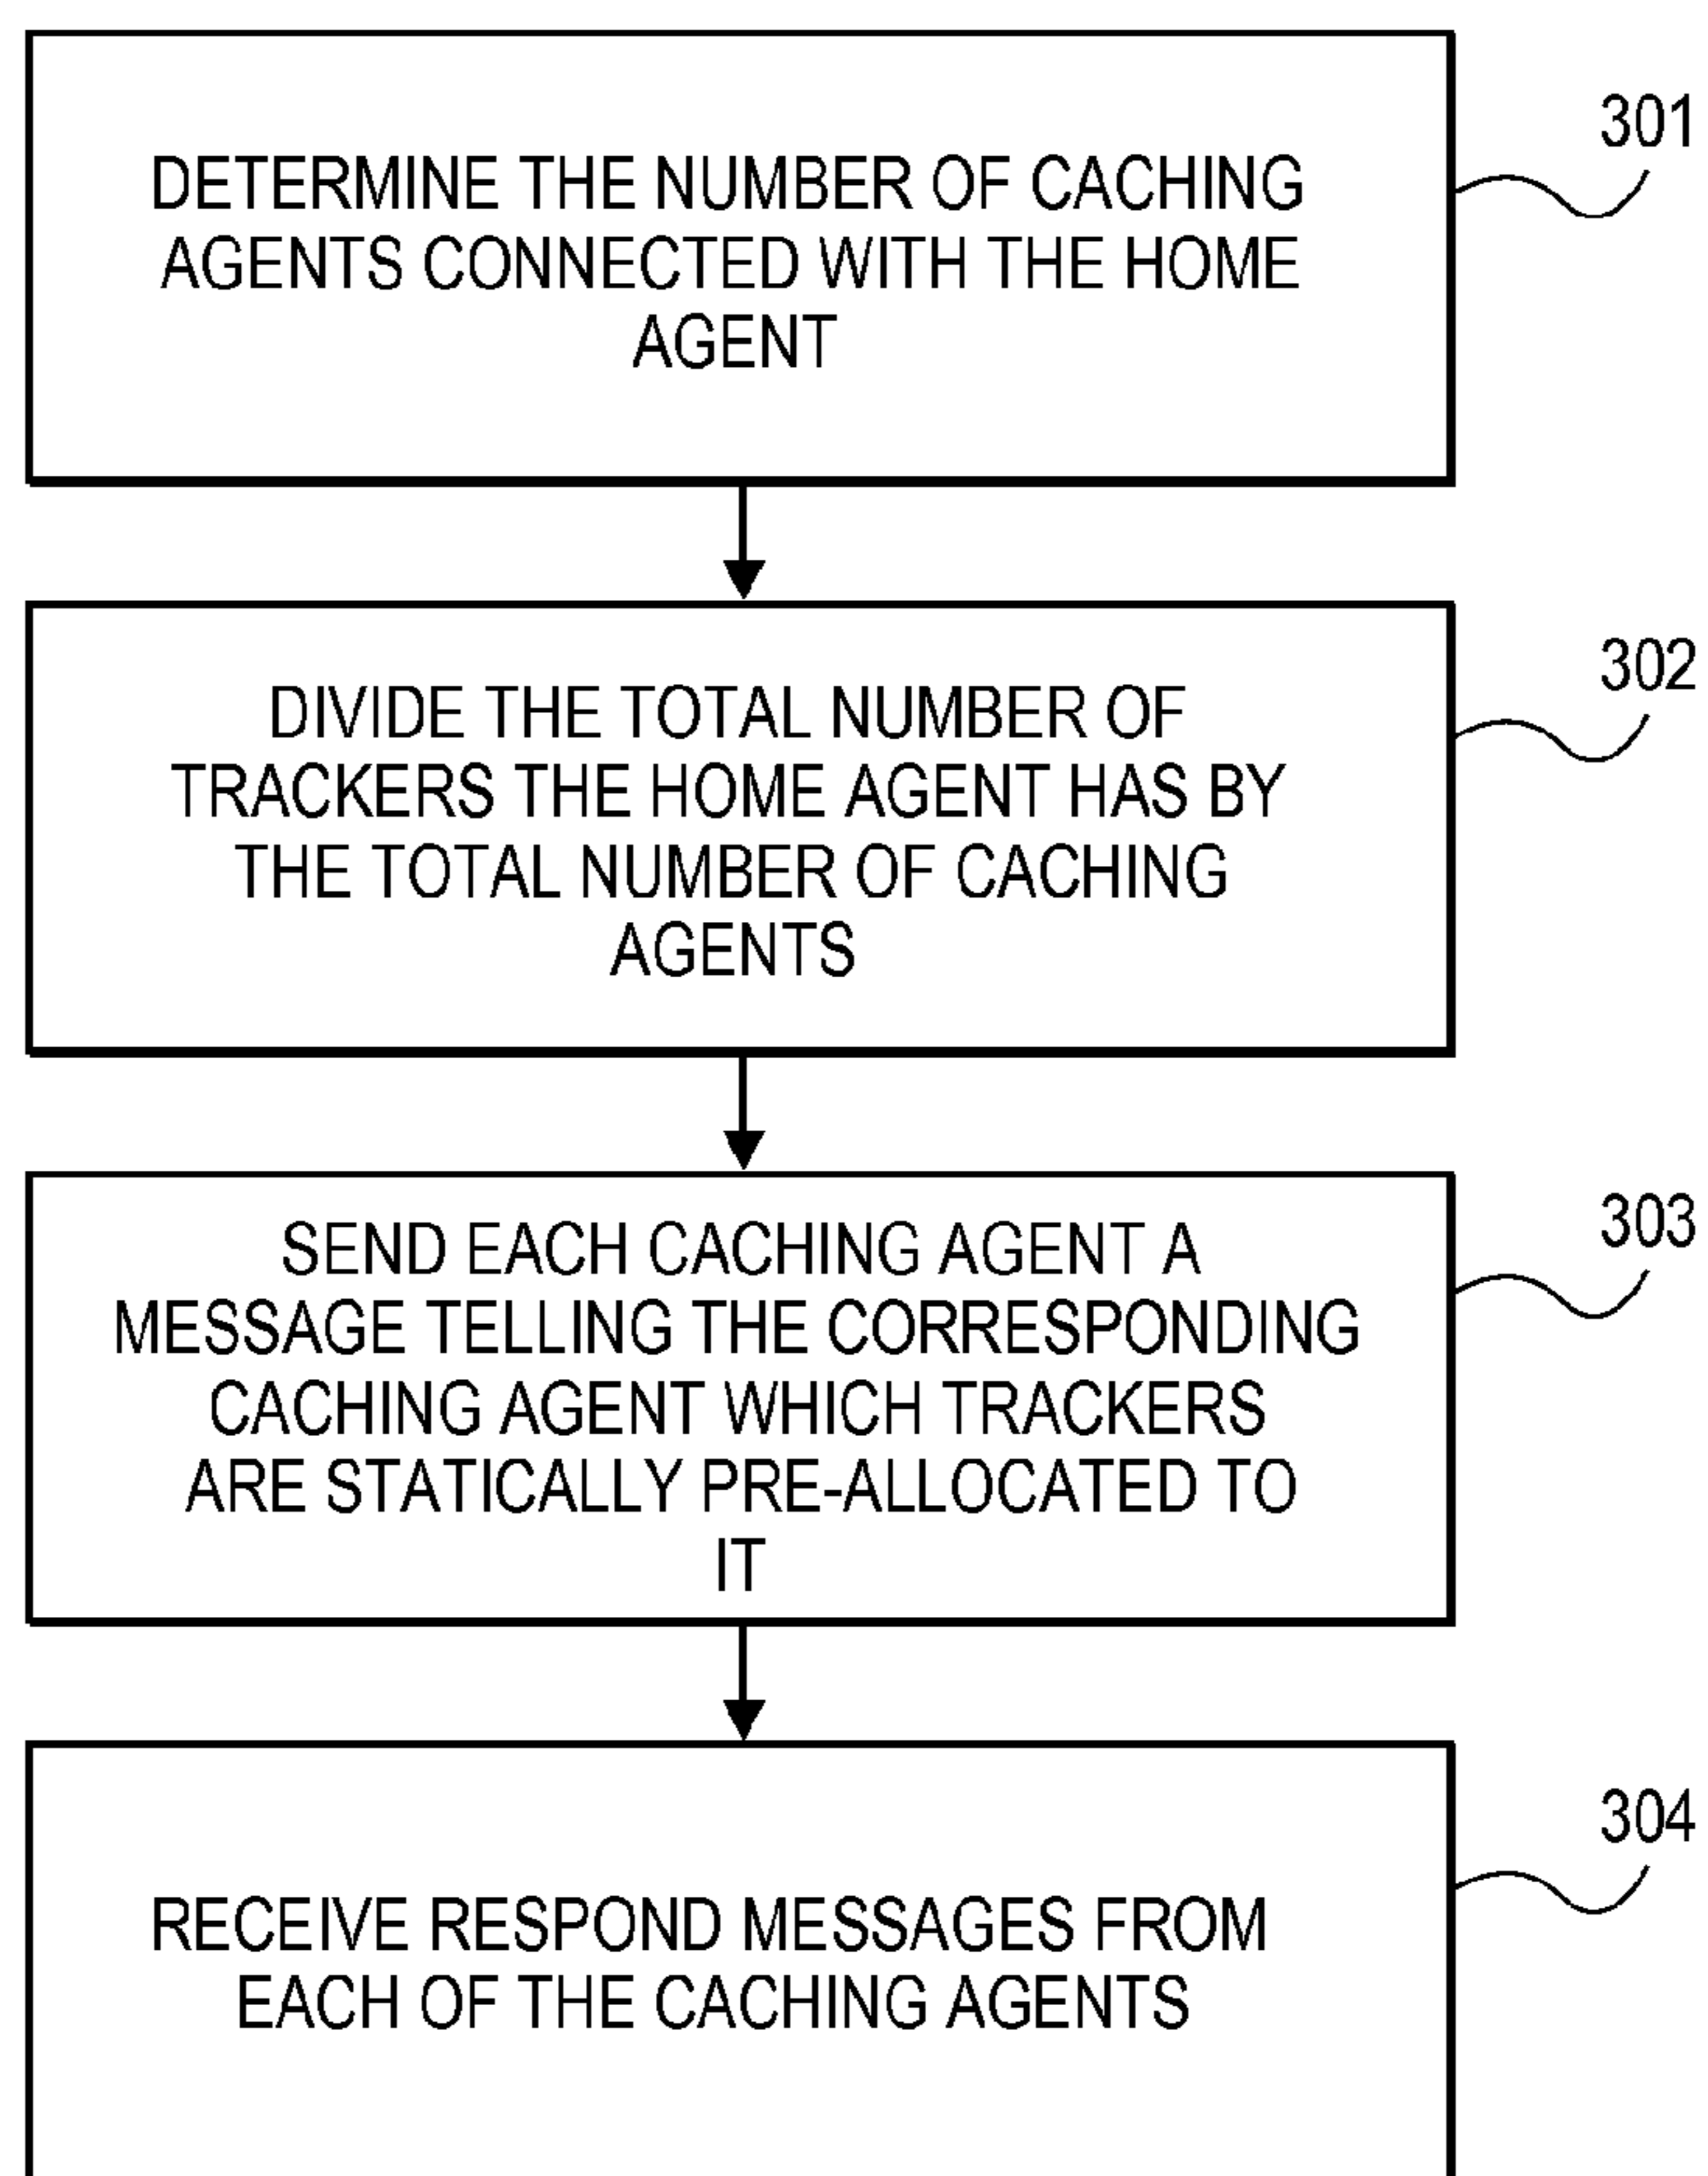 DETERMINE THE NUMBER OF CACHING
AGENTS CONNECTED WITH THE HOME
AGENT
301
DIVIDE THE TOTAL NUMBER OF
TRACKERS THE HOME AGENT HAS BY
THE TOTAL NUMBER OF CACHING
AGENTS
302
SEND EACH CACHING AGENT A
MESSAGE TELLING THE CORRESPONDING
CACHING AGENT WHICH TRACKERS
ARE STATICALLY PRE-ALLOCATED TO
IT
303
RECEIVE RESPOND MESSAGES FROM
EACH OF THE CACHING AGENTS
304